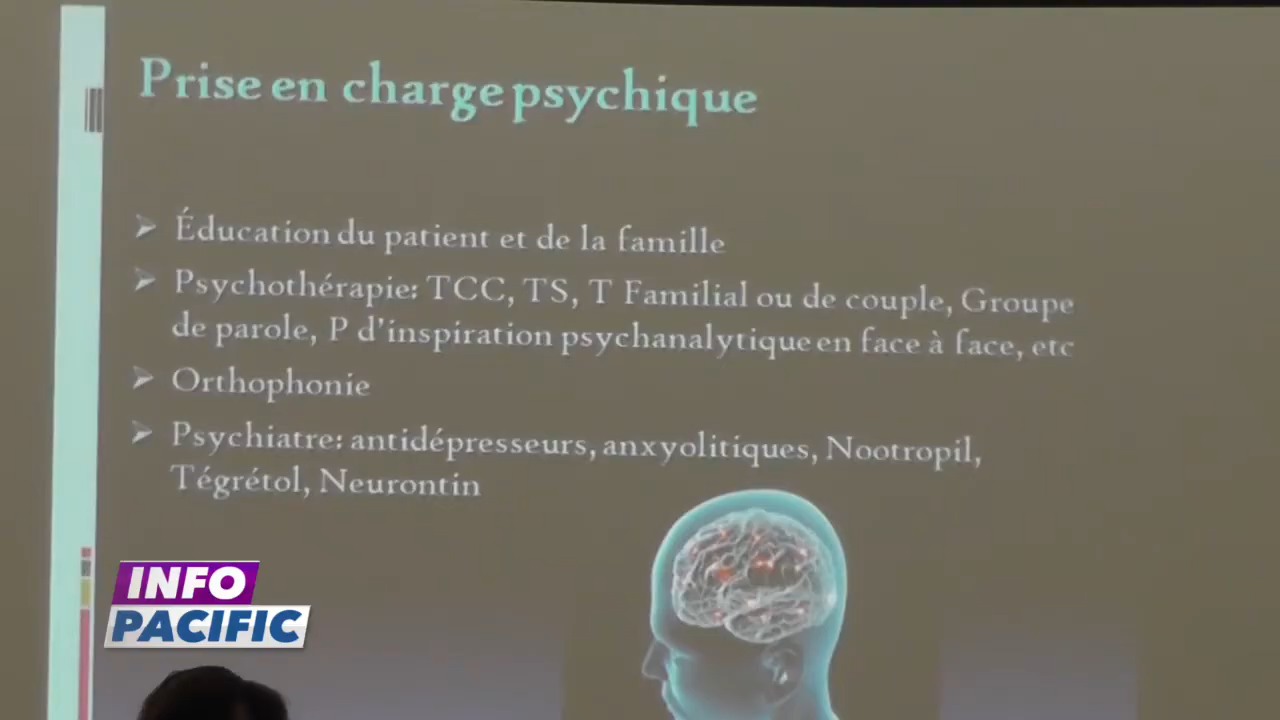 Prise en charge psychique
Éducation du patient et de la famille
Psychothérapie: TCC, TS, T Familial ou de couple, Groupe
de parole, P d'inspiration psychanalytique en face à face, etc
Orthophonie
Psychiatre: antidépresseurs, anxyolitiques, Nootropil,
Tégrétol, Neurontin
INFO
PACIFIC